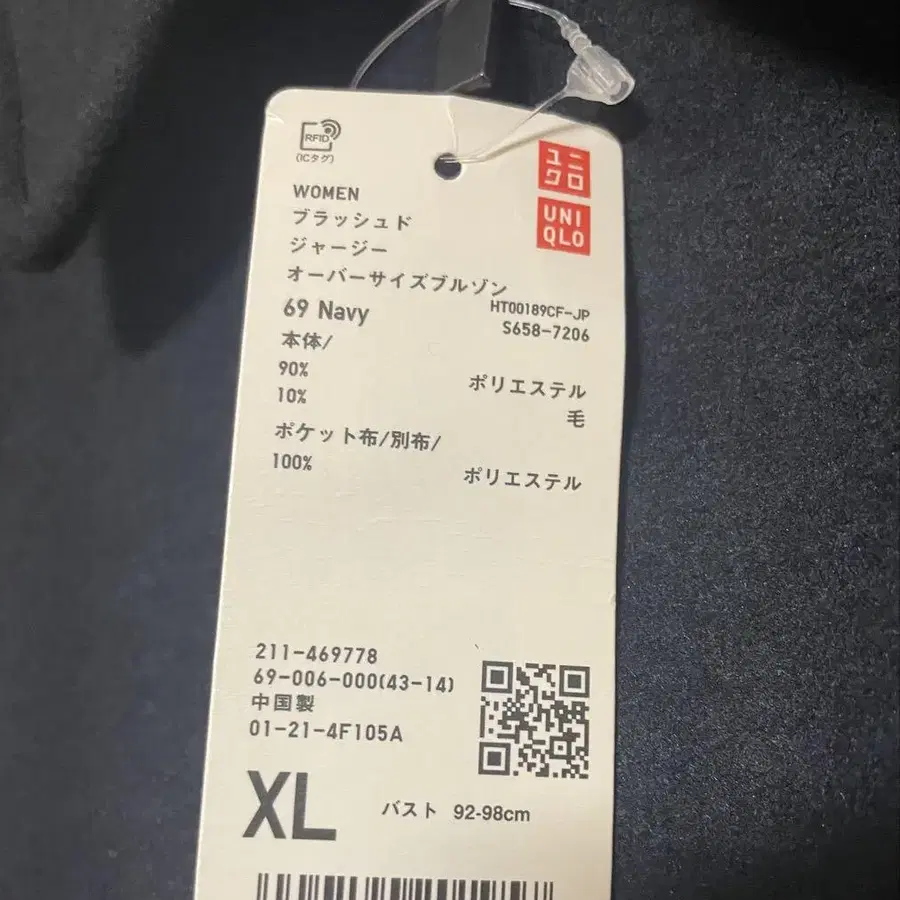 RFID
(ICタグ)
ユニ
クロ
UNI
QLO
WOMEN
ブラッシュド
ジャージー
オーバーサイズブルゾン
69 Navy
HT00189CF-JP
S658-7206
本体/
90% ポリエステル
10% 毛
ポケット布/別布/
100% ポリエステル
211-469778
69-006-000(43-14)
中国製
01-21-4F105A
XL バスト 92-98cm